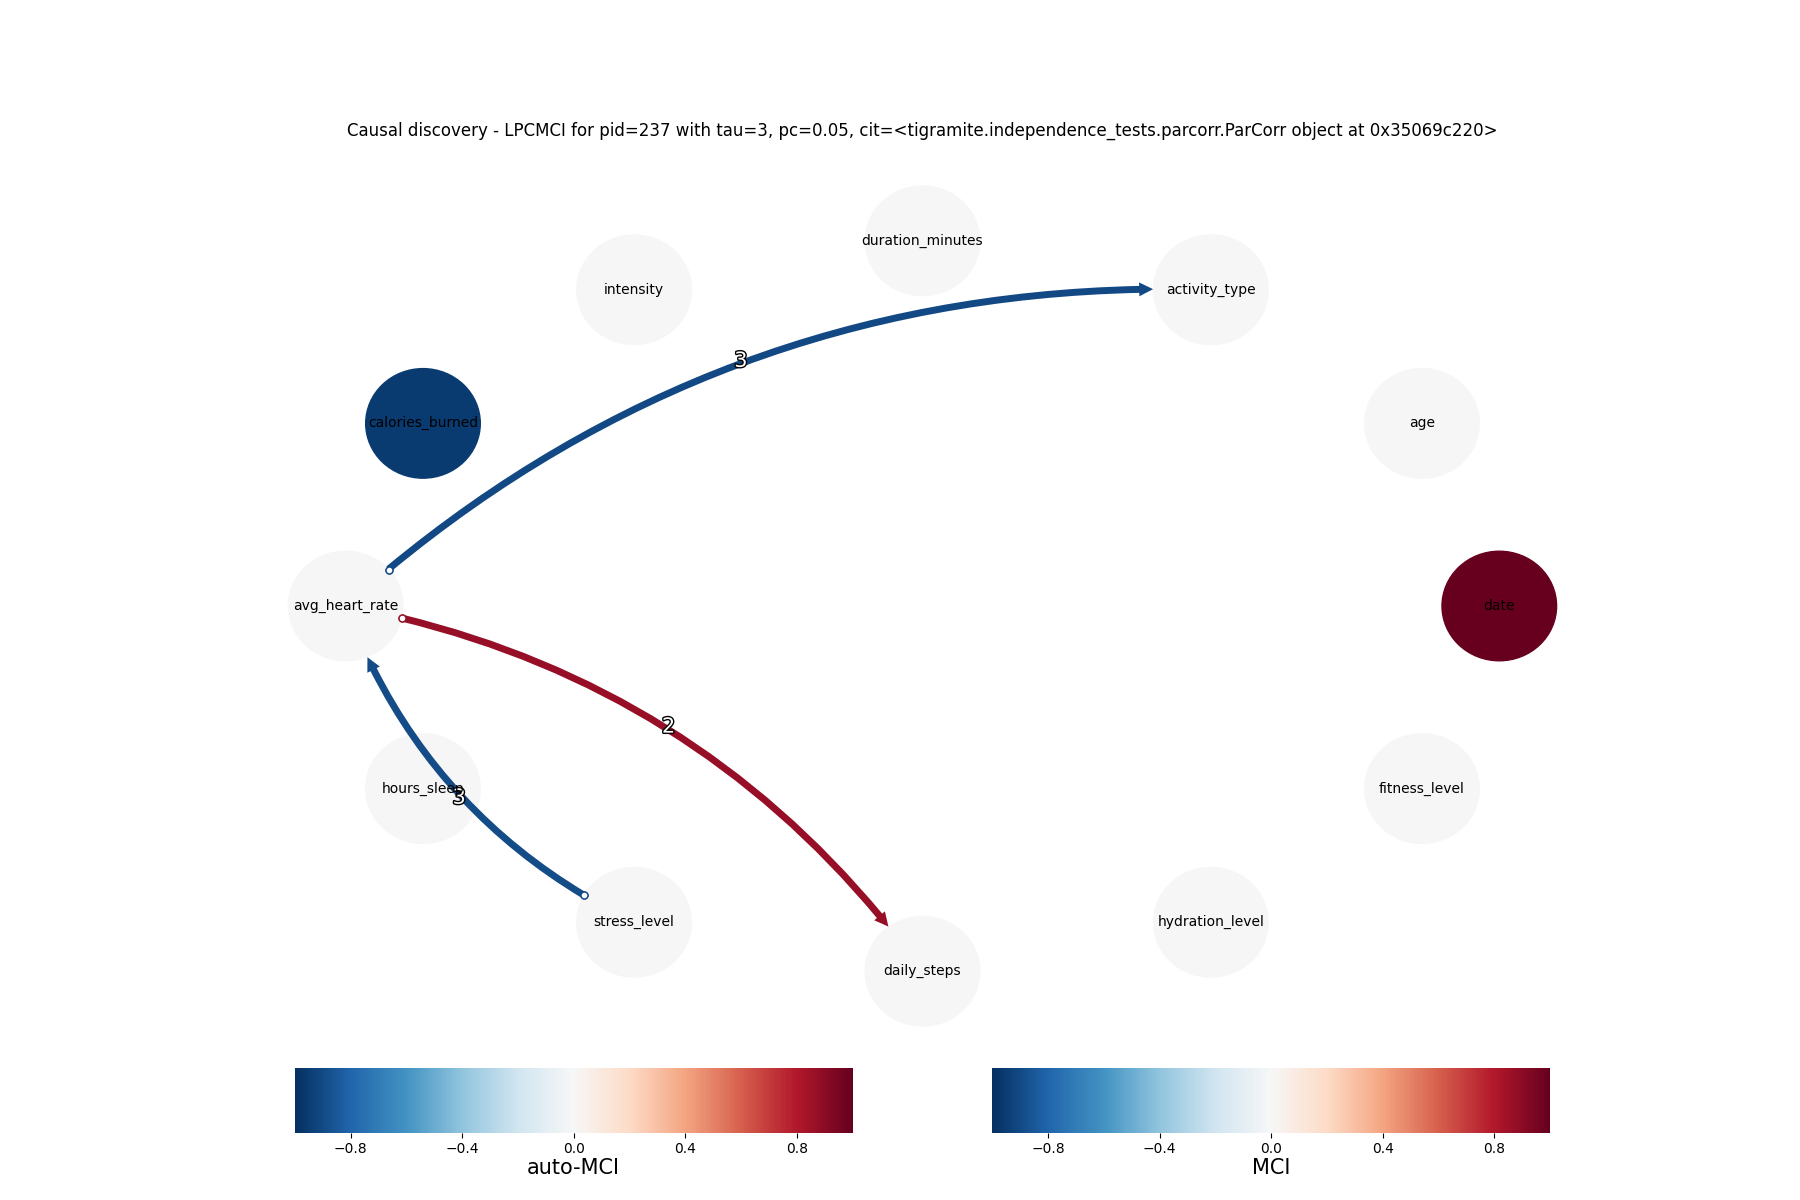 Causal discovery - LPCMCI for pid=237 with tau=3, pc=0.05, cit=<tigramite.independence_tests.parcorr.ParCorr object at 0x35069c220>
duration_minutes
intensity
activity_type
3
calories_burned
age
avg_heart_rate
date
2
hours_sleep
3
fitness_level
stress_level
hydration_level
daily_steps
−0.8 −0.4 0.0 0.4 0.8
auto-MCI
−0.8 −0.4 0.0 0.4 0.8
MCI